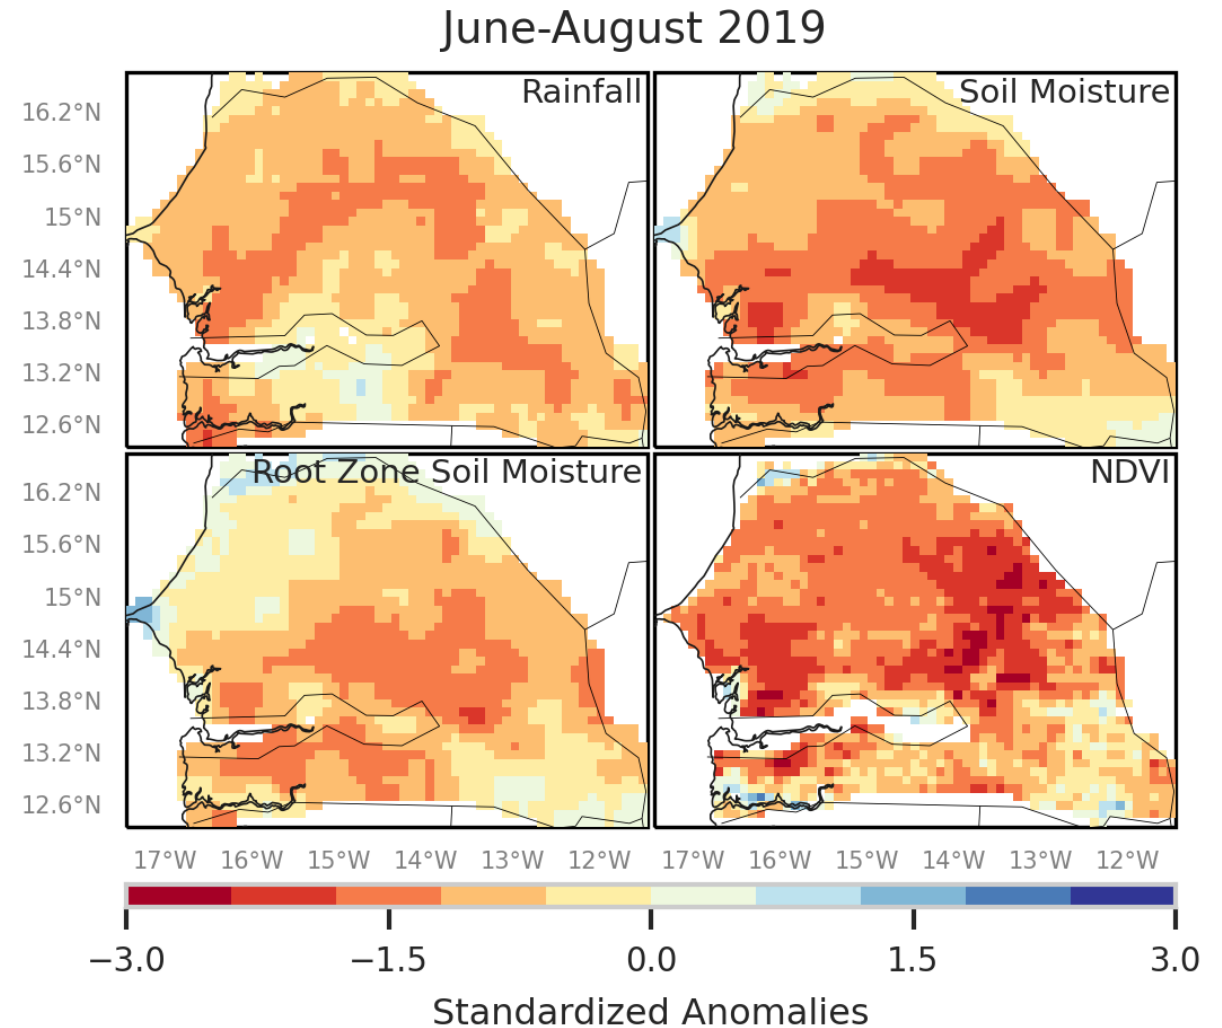 June-August 2019
Rainfall
Soil Moisture
16.2°N
15.6°N
15°N
14.4°N
13.8°N
13.2°N
12.6°N
Root Zone Soil Moisture
NDVI
16.2°N
15.6°N
15°N
14.4°N
13.8°N
13.2°N
12.6°N
17°W 16°W 15°W 14°W 13°W 12°W 17°W 16°W 15°W 14°W 13°W 12°W
−3.0 −1.5 0.0 1.5 3.0
Standardized Anomalies